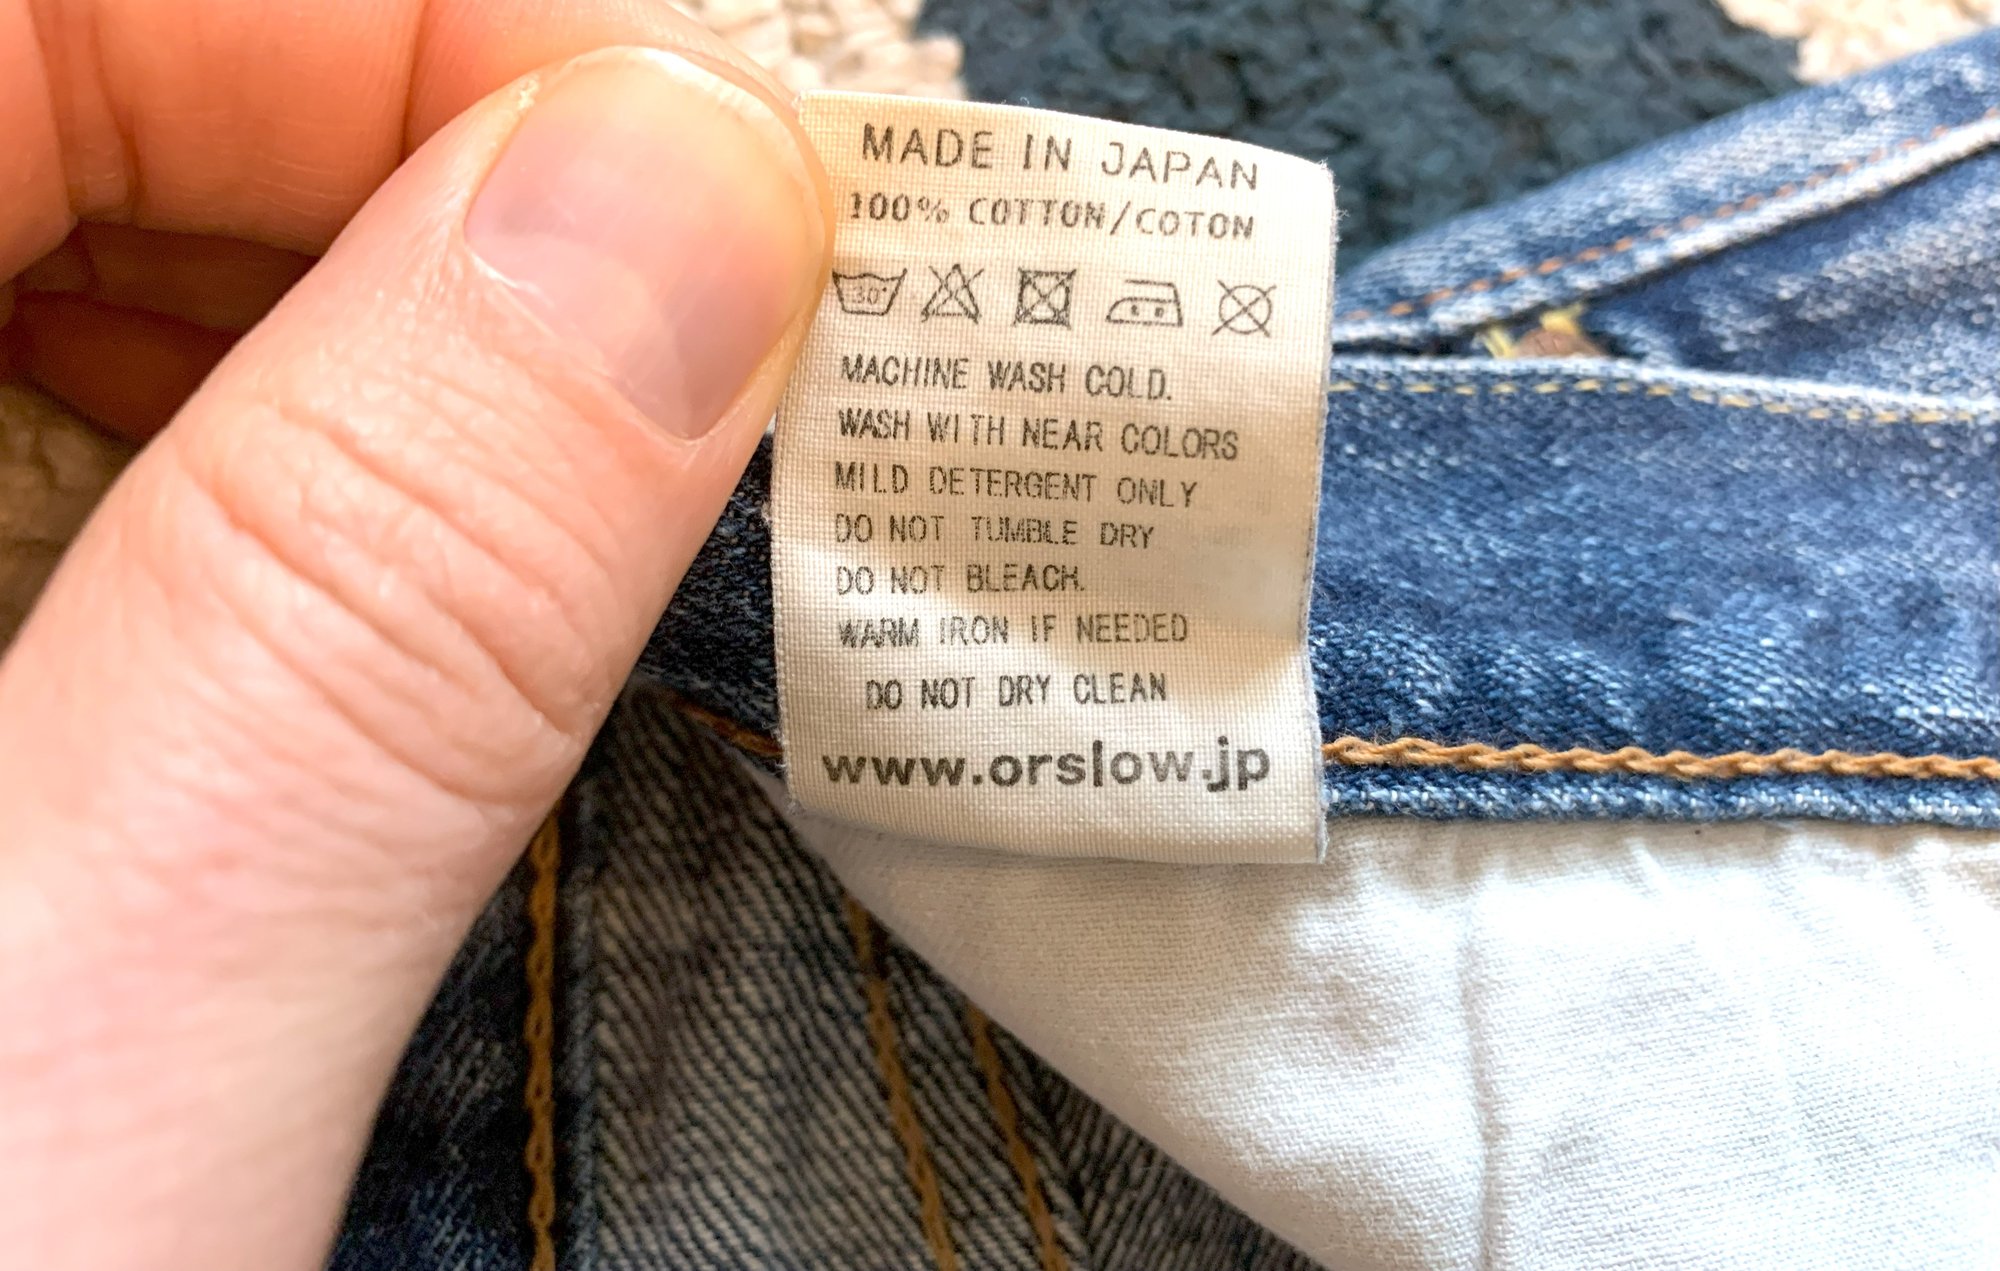 MADE IN JAPAN
100% COTTON/COTON
30°
MACHINE WASH COLD.
WASH WITH NEAR COLORS
MILD DETERGENT ONLY
DO NOT TUMBLE DRY
DO NOT BLEACH.
WARM IRON IF NEEDED
DO NOT DRY CLEAN
www.orslow.jp